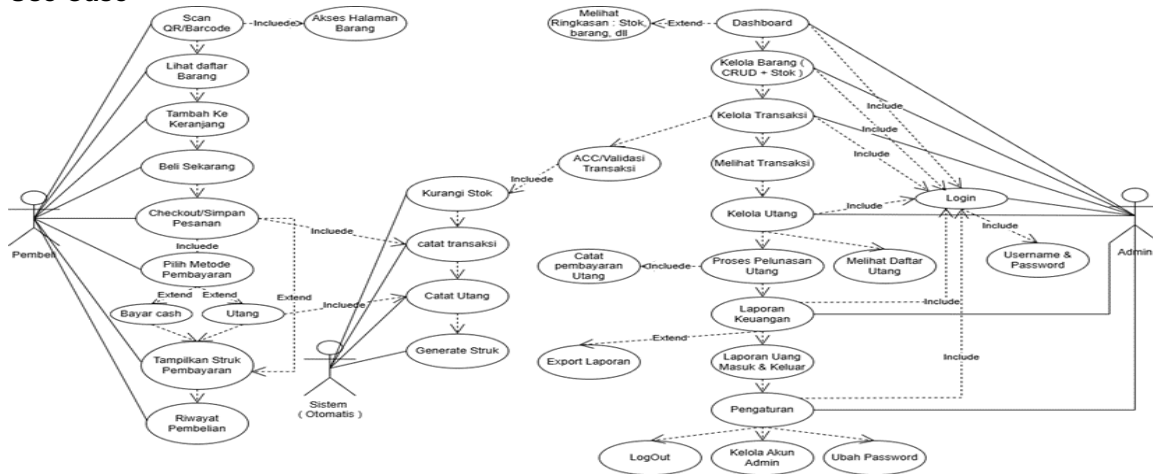 Scan
QR/Barcode
Incluede
Akses Halaman
Barang
Lihat daftar
Barang
Tambah Ke
Keranjang
Beli Sekarang
Checkout/Simpan
Pesanan
Incluede
Incluede
Pilih Metode
Pembayaran
Extend
Extend
Extend
Bayar cash
Utang
Incluede
Tampilkan Struk
Pembayaran
Riwayat
Pembelian
Pembeli
Kurangi Stok
catat transaksi
Catat Utang
Generate Struk
Sistem
( Otomatis )
Melihat
Ringkasan : Stok,
barang, dll
Extend
Dashboard
Kelola Barang (
CRUD + Stok )
Include
Kelola Transaksi
Include
ACC/Validasi
Transaksi
Incluede
Melihat Transaksi
Kelola Utang
Include
Login
Include
Username &
Password
Admin
Catat
pembayaran
Utang
Incluede
Proses Pelunasan
Utang
Melihat Daftar
Utang
Laporan
Keuangan
Include
Extend
Export Laporan
Laporan Uang
Masuk & Keluar
Include
Pengaturan
LogOut
Kelola Akun
Admin
Ubah Password